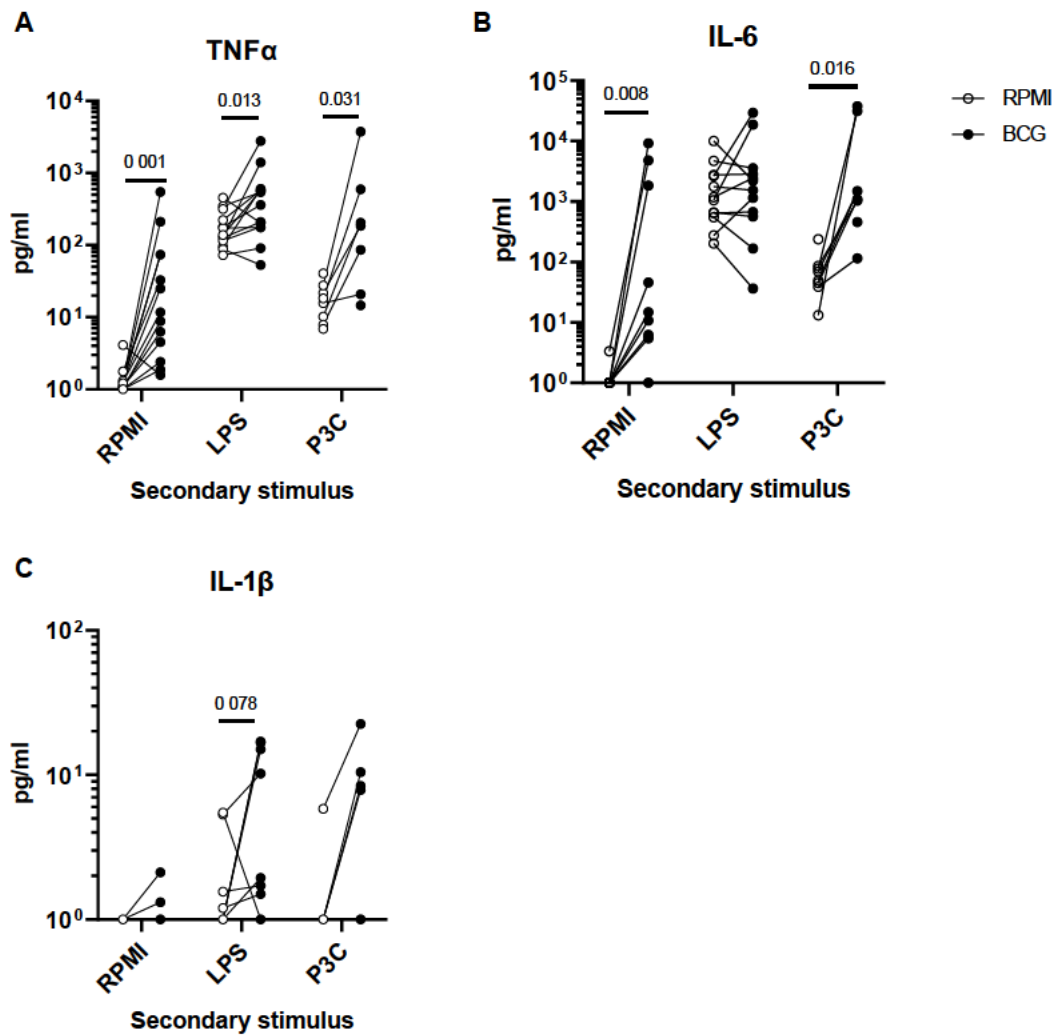 A
TNFα
0 001
0.013
0.031
10⁴
10³
10²
10¹
10⁰
pg/ml
RPMI
LPS
P3C
Secondary stimulus
B
IL-6
0.008
0.016
10⁵
10⁴
10³
10²
10¹
10⁰
pg/ml
RPMI
LPS
P3C
Secondary stimulus
RPMI
BCG
C
IL-1β
0 078
10²
10¹
10⁰
pg/ml
RPMI
LPS
P3C
Secondary stimulus